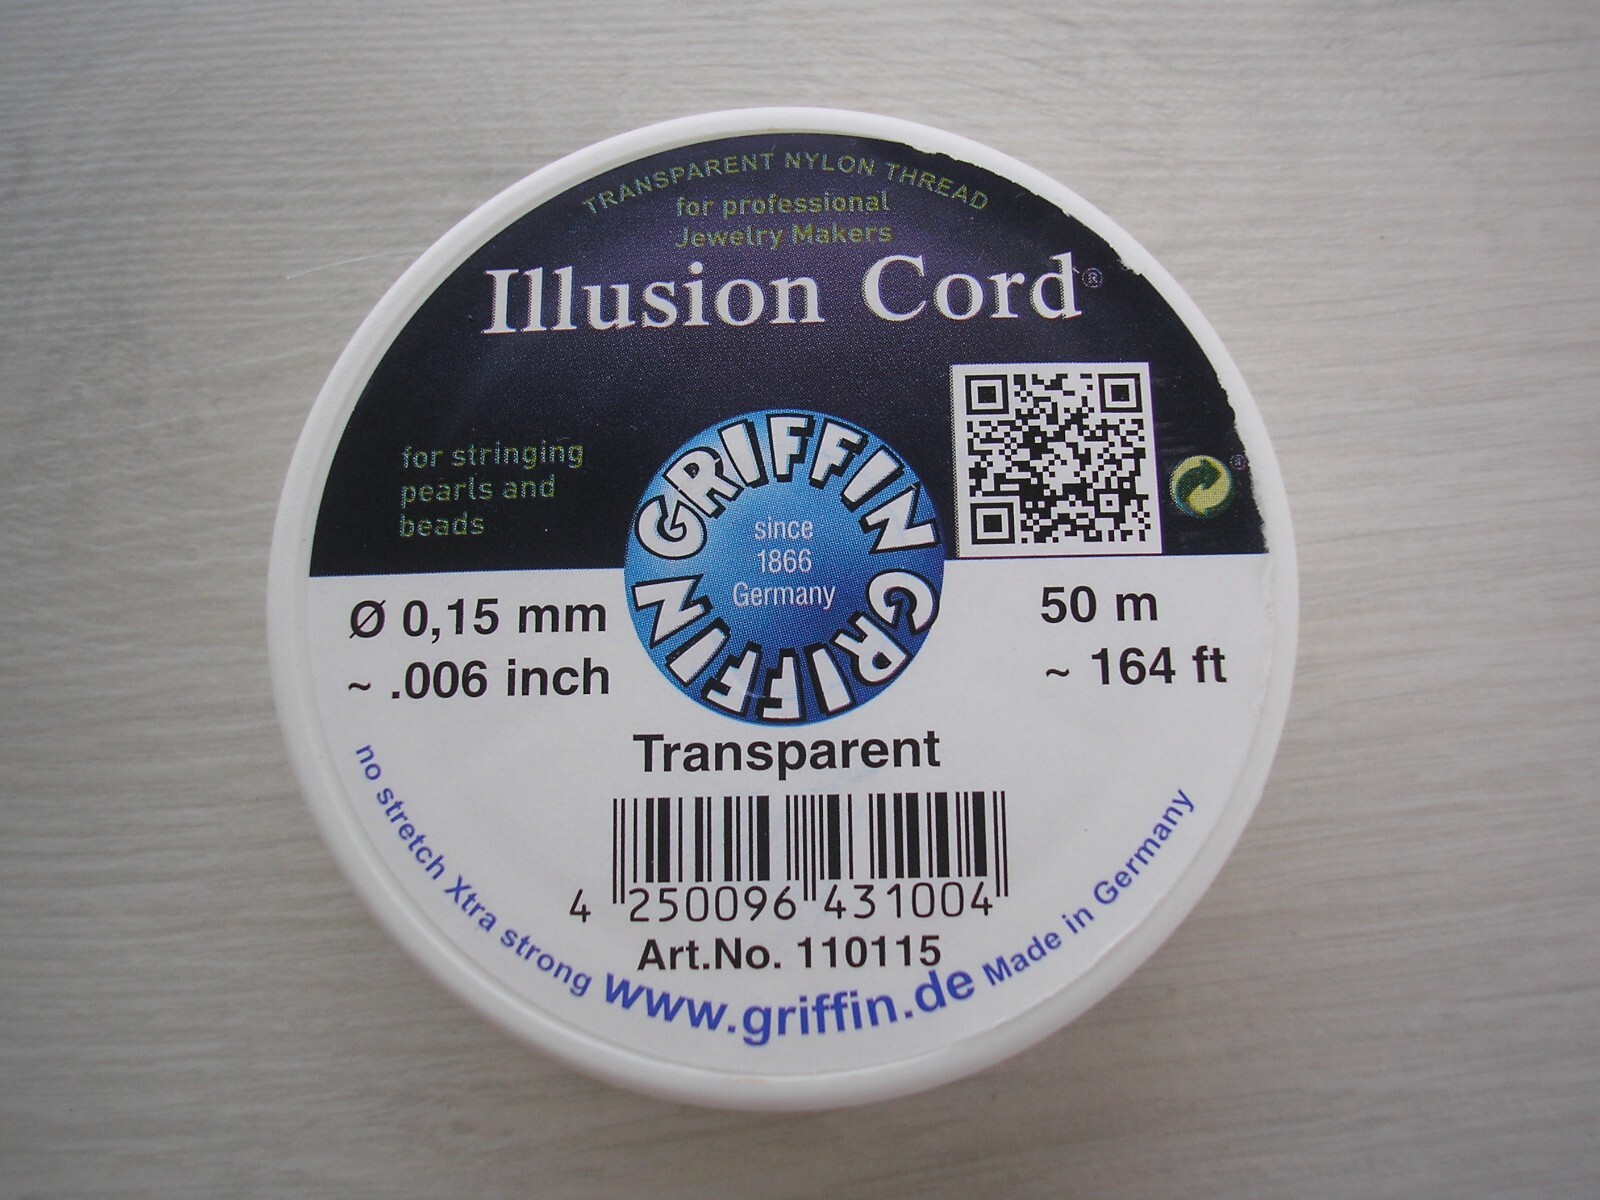 TRANSPARENT NYLON THREAD
for professional
Jewelry Makers
Illusion Cord®
for stringing
pearls and
beads
GRIFFIN GRIFFIN
since
1866
Germany
®
Ø 0,15 mm
~ .006 inch
50 m
~ 164 ft
Transparent
4 250096 431004
Art.No. 110115
no stretch Xtra strong www.griffin.de Made in Germany